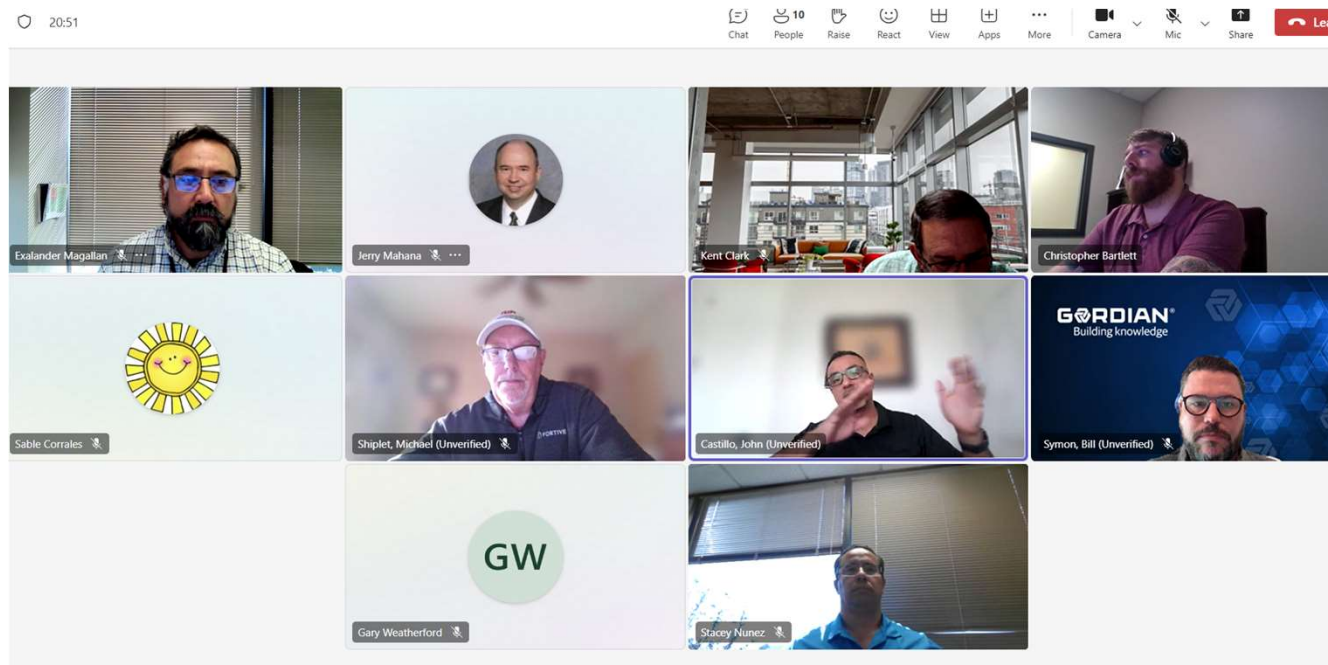 20:51
10
Chat
People
Raise
React
View
Apps
More
Camera
Mic
Share
Lea
Exalander Magallan
Jerry Mahana
Kent Clark
Christopher Bartlett
GORDIAN®
Building knowledge
FORTIVE
Sable Corrales
Shiplet, Michael (Unverified)
Castillo, John (Unverified)
Symon, Bill (Unverified)
GW
Gary Weatherford
Stacey Nunez